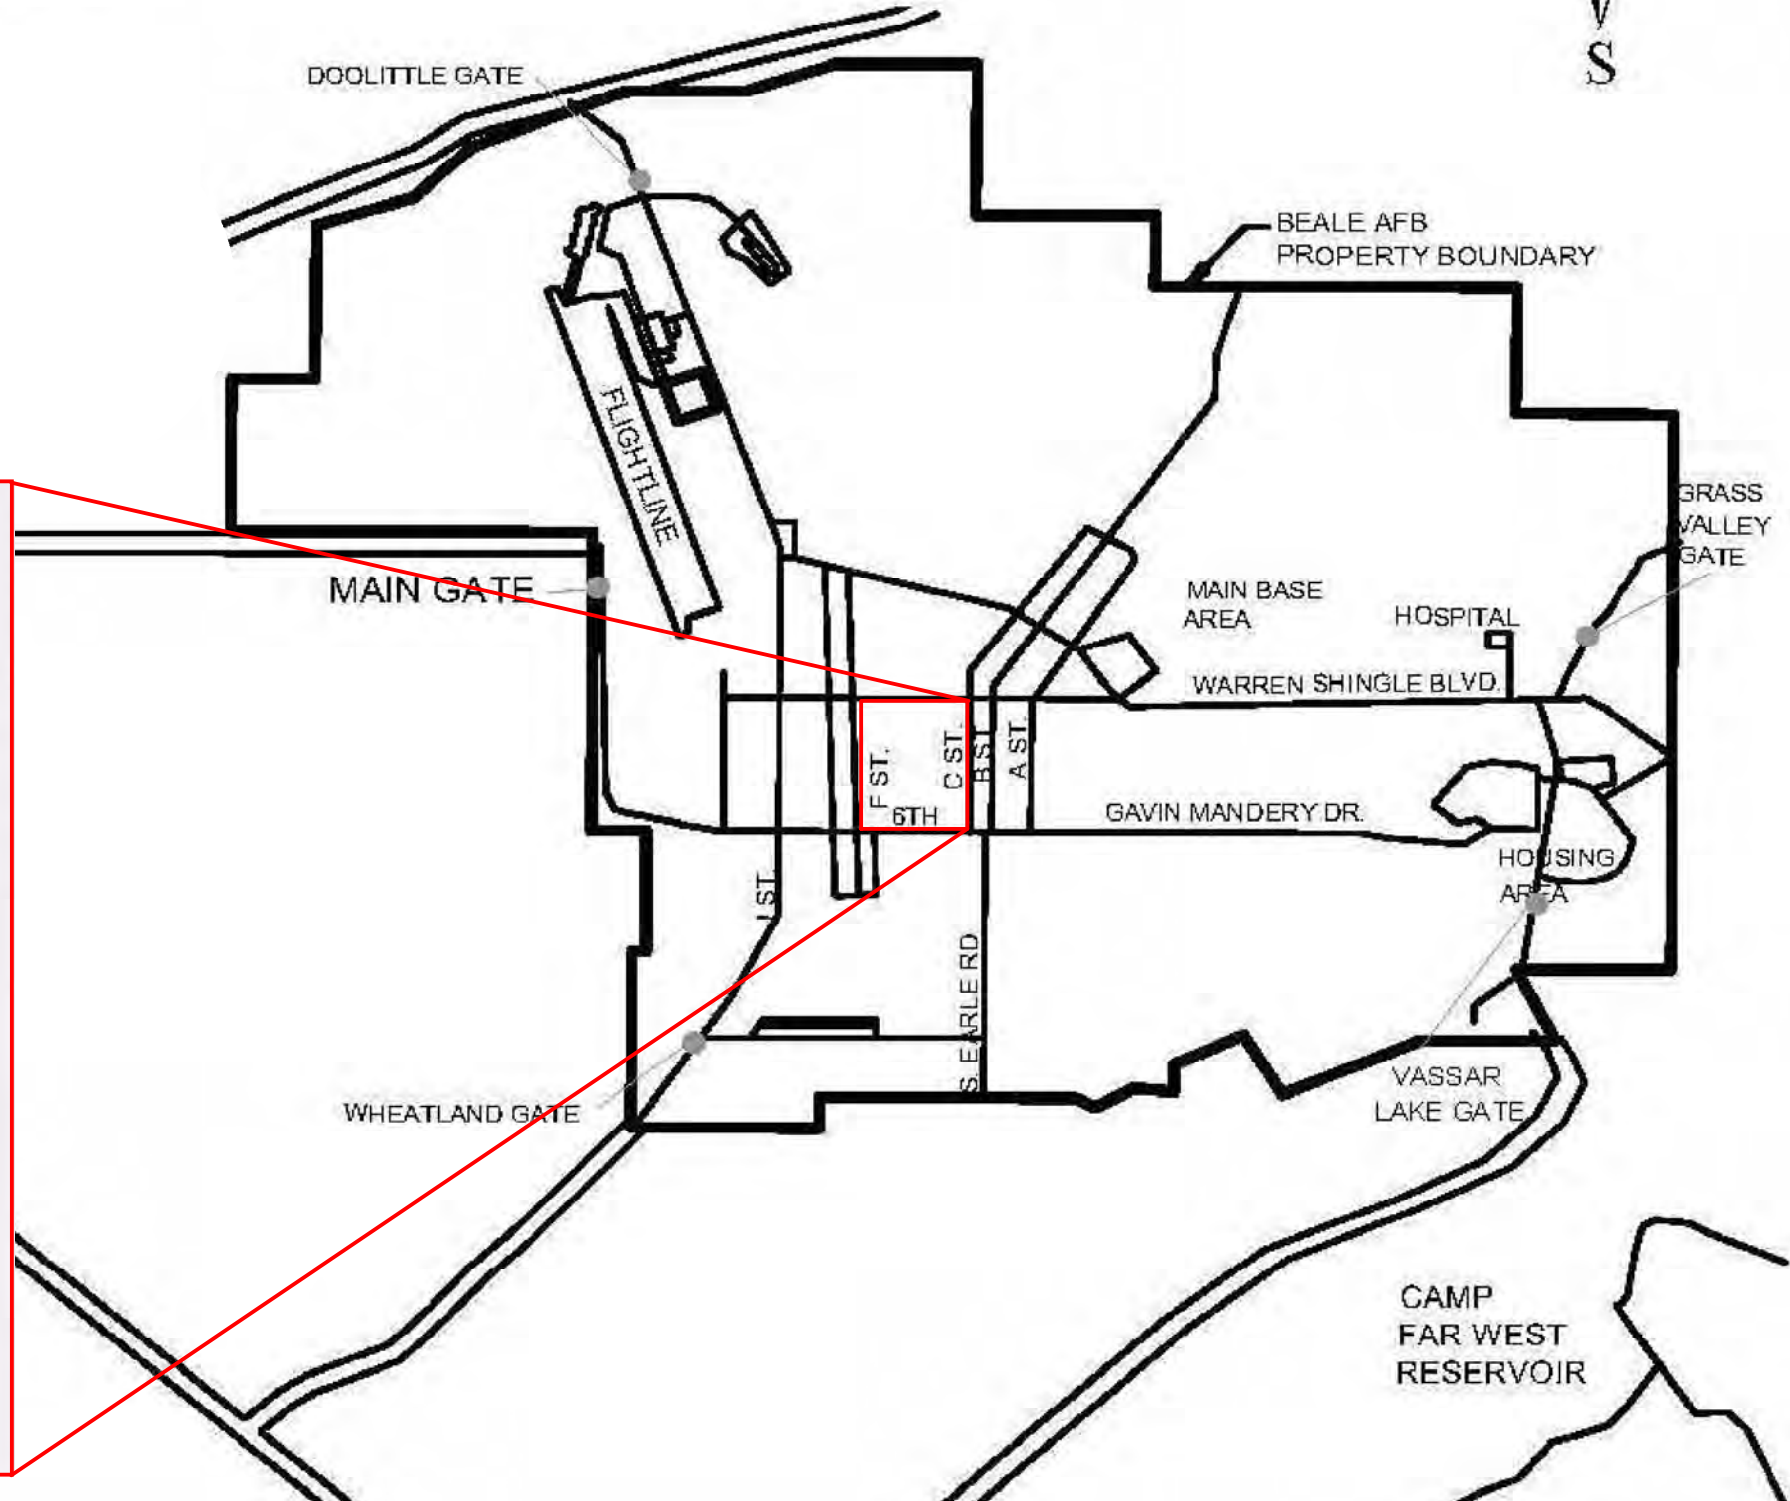 S
DOOLITTLE GATE
BEALE AFB
PROPERTY BOUNDARY
FLIGHTLINE
GRASS
VALLEY
GATE
MAIN GATE
MAIN BASE
AREA
HOSPITAL
WARREN SHINGLE BLVD.
F ST.
C ST.
B ST.
A ST.
6TH
GAVIN MANDERY DR.
HOUSING
AREA
J ST.
S. EARLE RD
WHEATLAND GATE
VASSAR
LAKE GATE
CAMP
FAR WEST
RESERVOIR